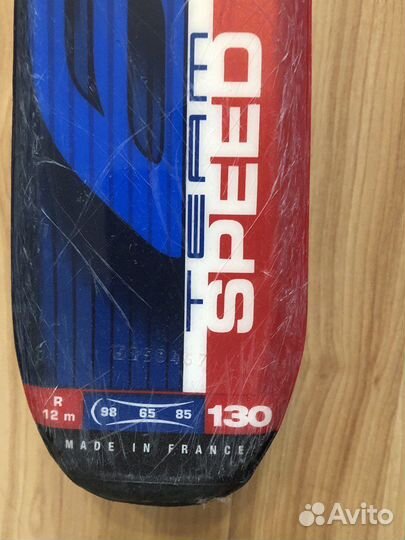 TEAM
SPEED
R
12 m
98 65 85
130
MADE IN FRANCE
Avito